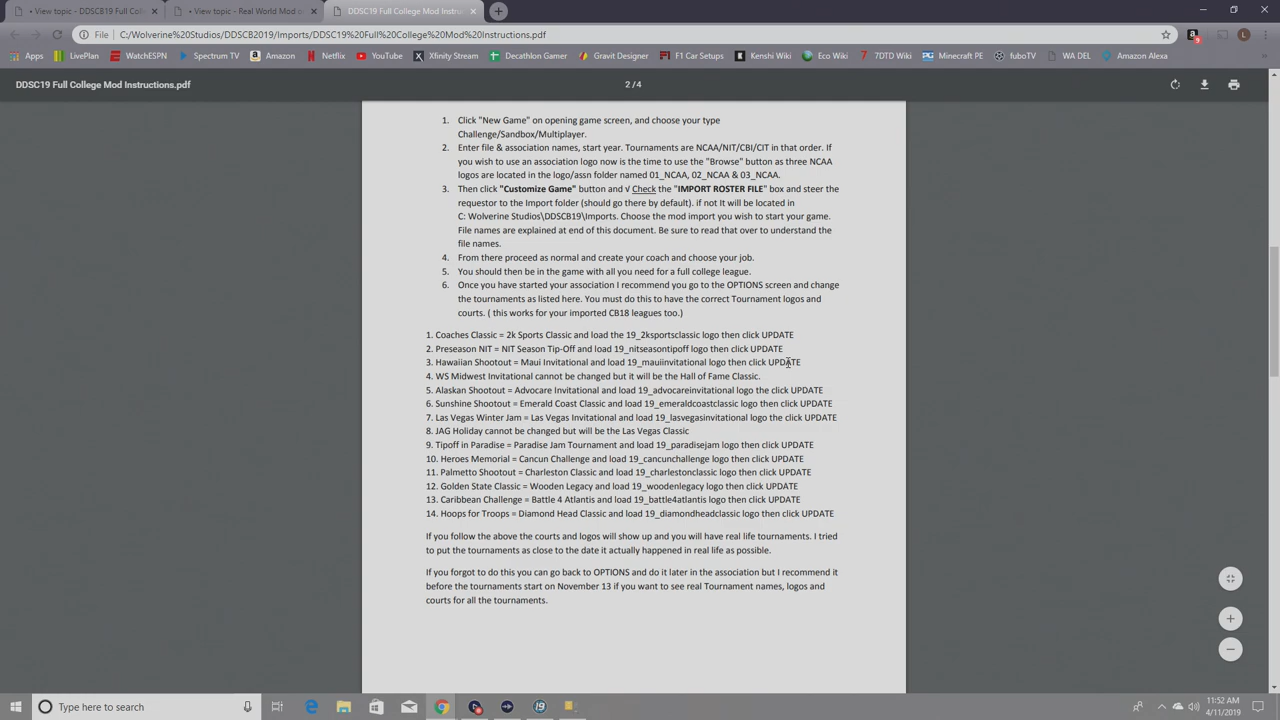 • View topic - DDSCB19 Full Colle
• View topic - Real World Mod on
DDSC19 Full College Mod Instruc
C:/Wolverine%20Studios/DDSCB2019/Imports/DDSC19%20Full%20College%20Mod%20Instructions.pdf
Apps LivePlan WatchESPN Spectrum TV Amazon Netflix YouTube Xfinity Stream Decathlon Gamer Gravit Designer F1 Car Setups Kenshi Wiki Eco Wiki 7DTD Wiki Minecraft PE fuboTV WA DEL Amazon Alexa
DDSC19 Full College Mod Instructions.pdf
2 / 4
1. Click "New Game" on opening game screen, and choose your type
Challenge/Sandbox/Multiplayer.
2. Enter file & association names, start year. Tournaments are NCAA/NIT/CBI/CIT in that order. If
you wish to use an association logo now is the time to use the "Browse" button as three NCAA
logos are located in the logo/assn folder named 01_NCAA, 02_NCAA & 03_NCAA.
3. Then click "Customize Game" button and √ Check the "IMPORT ROSTER FILE" box and steer the
requestor to the Import folder (should go there by default). if not It will be located in
C: Wolverine Studios\DDSCB19\Imports. Choose the mod import you wish to start your game.
File names are explained at end of this document. Be sure to read that over to understand the
file names.
4. From there proceed as normal and create your coach and choose your job.
5. You should then be in the game with all you need for a full college league.
6. Once you have started your association I recommend you go to the OPTIONS screen and change
the tournaments as listed here. You must do this to have the correct Tournament logos and
courts. ( this works for your imported CB18 leagues too.)
1. Coaches Classic = 2k Sports Classic and load the 19_2ksportsclassic logo then click UPDATE
2. Preseason NIT = NIT Season Tip-Off and load 19_nitseasontipoff logo then click UPDATE
3. Hawaiian Shootout = Maui Invitational and load 19_mauiinvitational logo then click UPDATE
4. WS Midwest Invitational cannot be changed but it will be the Hall of Fame Classic.
5. Alaskan Shootout = Advocare Invitational and load 19_advocareinvitational logo the click UPDATE
6. Sunshine Shootout = Emerald Coast Classic and load 19_emeraldcoastclassic logo then click UPDATE
7. Las Vegas Winter Jam = Las Vegas Invitational and load 19_lasvegasinvitational logo the click UPDATE
8. JAG Holiday cannot be changed but will be the Las Vegas Classic
9. Tipoff in Paradise = Paradise Jam Tournament and load 19_paradisejam logo then click UPDATE
10. Heroes Memorial = Cancun Challenge and load 19_cancunchallenge logo then click UPDATE
11. Palmetto Shootout = Charleston Classic and load 19_charlestonclassic logo then click UPDATE
12. Golden State Classic = Wooden Legacy and load 19_woodenlegacy logo then click UPDATE
13. Caribbean Challenge = Battle 4 Atlantis and load 19_battle4atlantis logo then click UPDATE
14. Hoops for Troops = Diamond Head Classic and load 19_diamondheadclassic logo then click UPDATE
If you follow the above the courts and logos will show up and you will have real life tournaments. I tried
to put the tournaments as close to the date it actually happened in real life as possible.
If you forgot to do this you can go back to OPTIONS and do it later in the association but I recommend it
before the tournaments start on November 13 if you want to see real Tournament names, logos and
courts for all the tournaments.
Type here to search
11:52 AM
4/11/2019